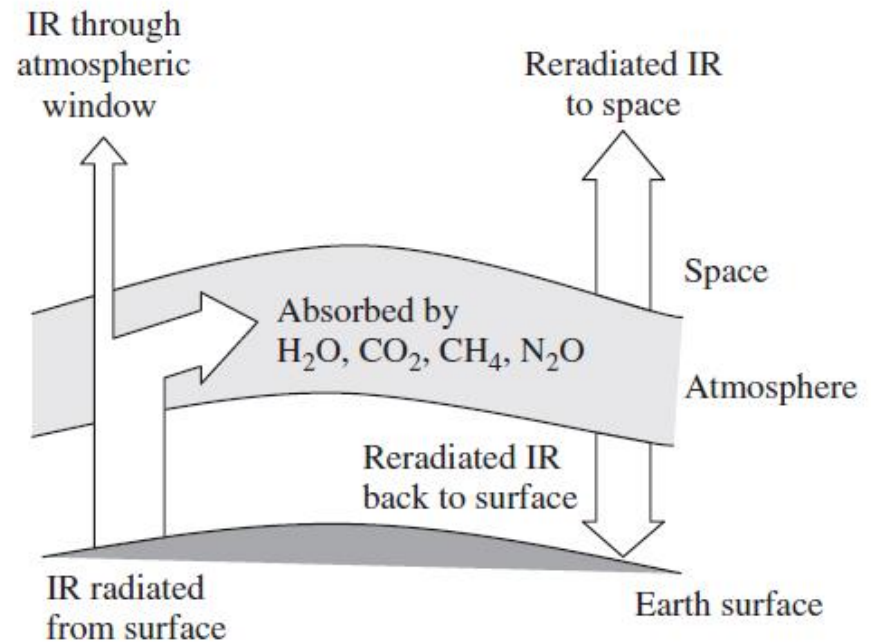 IR through
atmospheric
window
Reradiated IR
to space
Space
Absorbed by
H₂O, CO₂, CH₄, N₂O
Atmosphere
Reradiated IR
back to surface
IR radiated
from surface
Earth surface